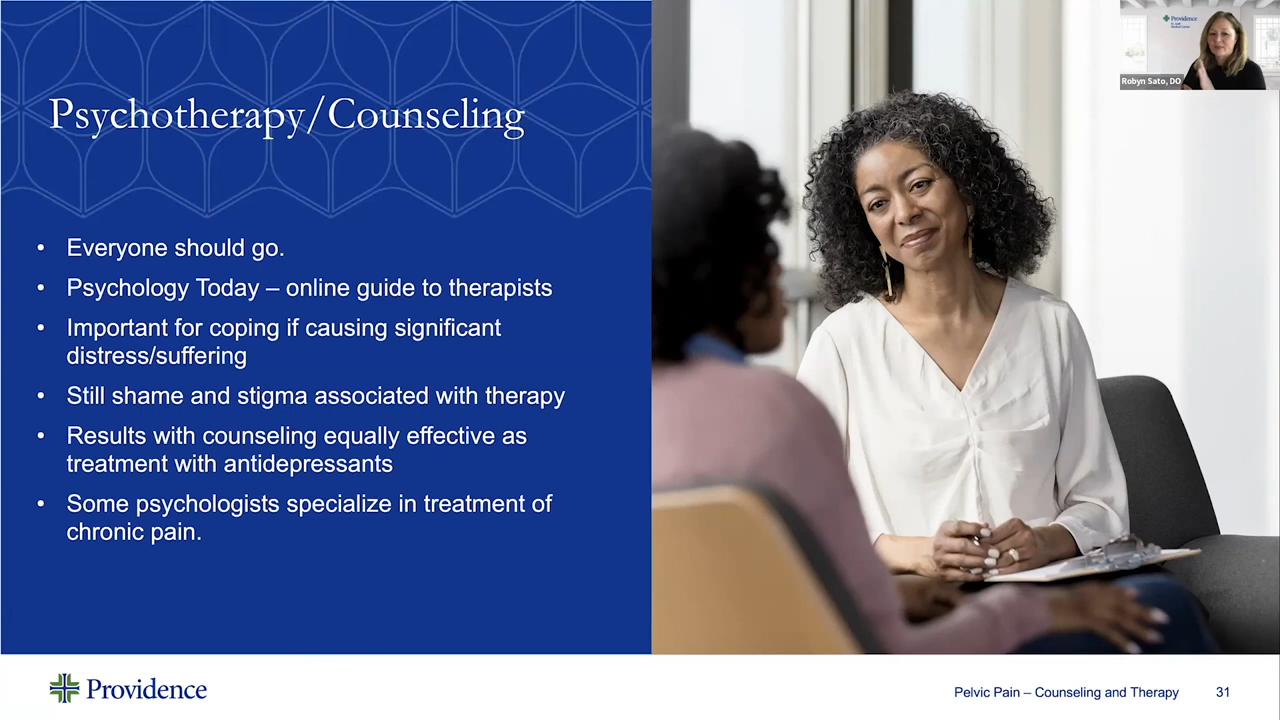 Psychotherapy/Counseling
• Everyone should go.
• Psychology Today – online guide to therapists
• Important for coping if causing significant
distress/suffering
• Still shame and stigma associated with therapy
• Results with counseling equally effective as
treatment with antidepressants
• Some psychologists specialize in treatment of
chronic pain.
Providence
Robyn Sato, DO
Providence
Pelvic Pain – Counseling and Therapy 31